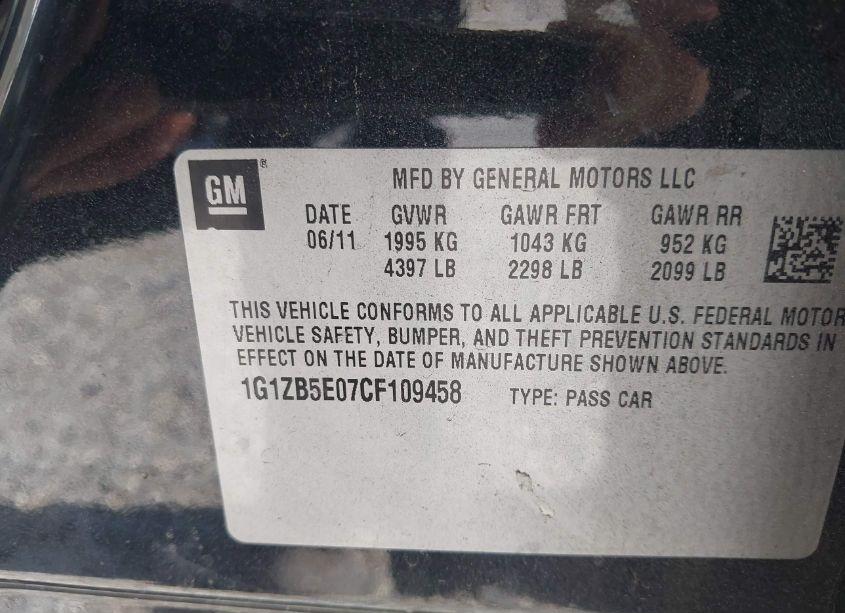 GM
MFD BY GENERAL MOTORS LLC
DATE GVWR GAWR FRT GAWR RR
06/11 1995 KG 1043 KG 952 KG
4397 LB 2298 LB 2099 LB
THIS VEHICLE CONFORMS TO ALL APPLICABLE U.S. FEDERAL MOTOR
VEHICLE SAFETY, BUMPER, AND THEFT PREVENTION STANDARDS IN
EFFECT ON THE DATE OF MANUFACTURE SHOWN ABOVE.
1G1ZB5E07CF109458 TYPE: PASS CAR